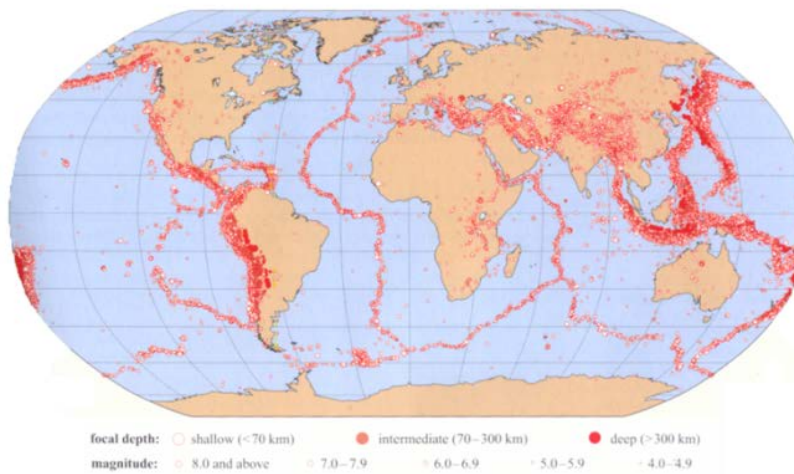 focal depth: shallow (<70 km) intermediate (70–300 km) deep (>300 km)
magnitude: 8.0 and above 7.0–7.9 6.0–6.9 5.0–5.9 4.0–4.9